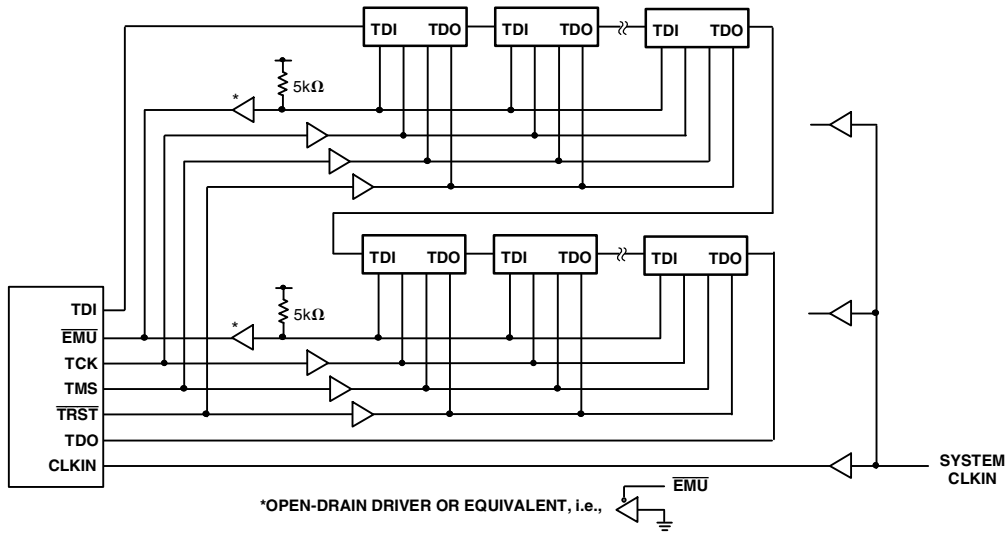 TDI TDO TDI TDO TDI TDO
5kΩ
*
TDI TDO TDI TDO TDI TDO
5kΩ
*
TDI
EMU
TCK
TMS
TRST
TDO
CLKIN
SYSTEM
CLKIN
*OPEN-DRAIN DRIVER OR EQUIVALENT, i.e.,
EMU